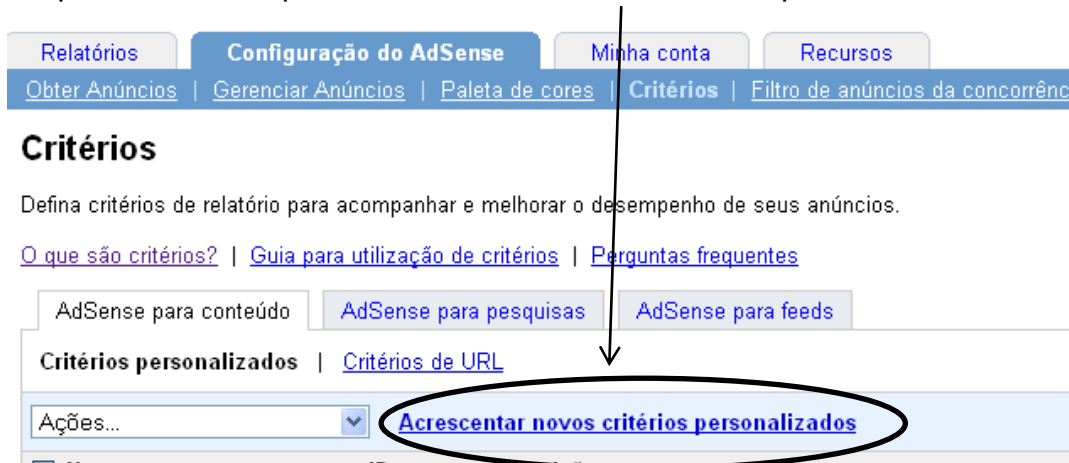 Relatórios Configuração do AdSense Minha conta Recursos
Obter Anúncios | Gerenciar Anúncios | Paleta de cores | Critérios | Filtro de anúncios da
Critérios
Defina critérios de relatório para acompanhar e melhorar o desempenho de seus anúncios.
O que são critérios? | Guia para utilização de critérios | Perguntas frequentes
AdSense para conteúdo AdSense para pesquisas AdSense para feeds
Critérios personalizados | Critérios de URL
Ações... Acrescentar novos critérios personalizados